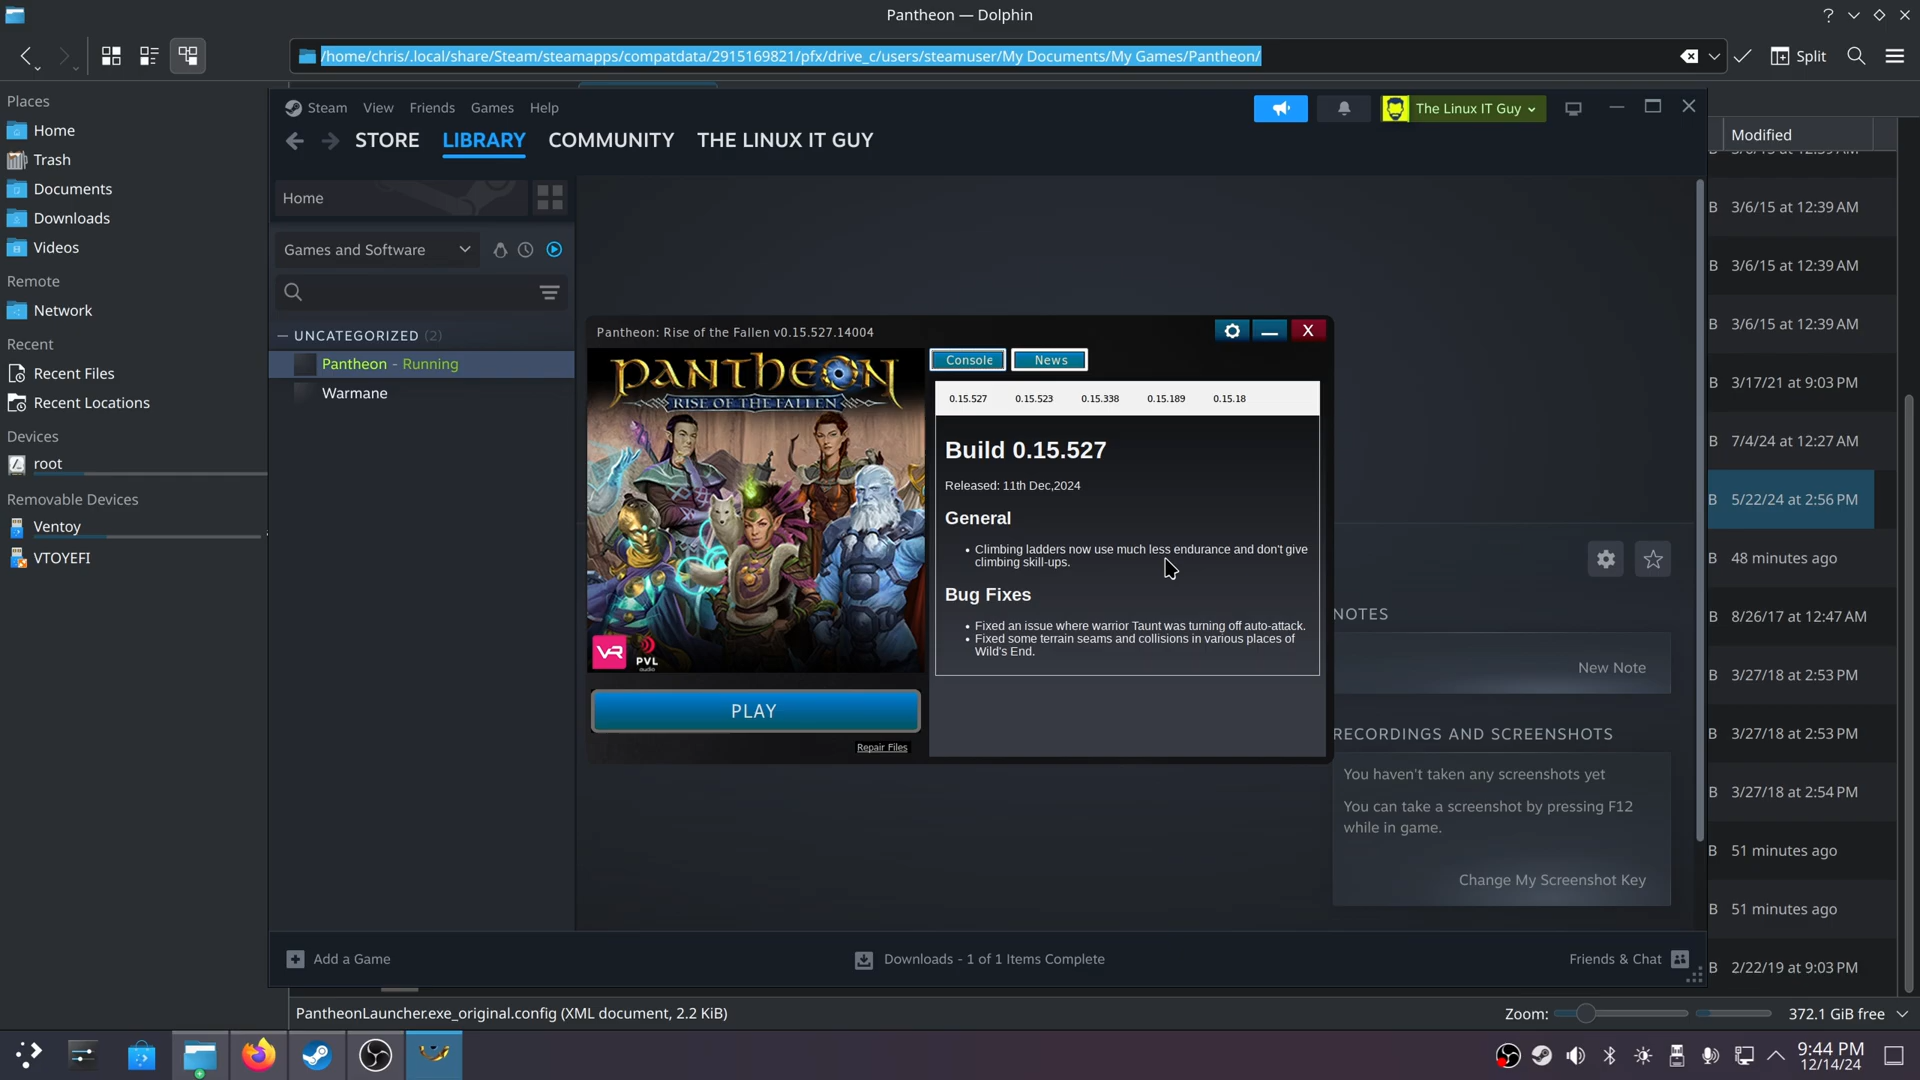 Pantheon — Dolphin
/home/chris/.local/share/Steam/steamapps/compatdata/2915169821/pfx/drive_c/users/steamuser/My Documents/My Games/Pantheon/
Split
Places
Home
Trash
Documents
Downloads
Videos
Remote
Network
Recent
Recent Files
Recent Locations
Devices
root
Removable Devices
Ventoy
VTOYEFI
Steam View Friends Games Help
The Linux IT Guy
STORE LIBRARY COMMUNITY THE LINUX IT GUY
Home
Games and Software
— UNCATEGORIZED (2)
Pantheon - Running
Warmane
Pantheon: Rise of the Fallen v0.15.527.14004
PANTHEON
RISE OF THE FALLEN
VR
PVL
audio
PLAY
Repair Files
Console News
0.15.527 0.15.523 0.15.338 0.15.189 0.15.18
Build 0.15.527
Released: 11th Dec,2024
General
• Climbing ladders now use much less endurance and don't give
climbing skill-ups.
Bug Fixes
• Fixed an issue where warrior Taunt was turning off auto-attack.
• Fixed some terrain seams and collisions in various places of
Wild's End.
NOTES
New Note
RECORDINGS AND SCREENSHOTS
You haven't taken any screenshots yet
You can take a screenshot by pressing F12
while in game.
Change My Screenshot Key
Add a Game
Downloads - 1 of 1 Items Complete
Friends & Chat
Modified
B 3/6/15 at 12:39 AM
B 3/6/15 at 12:39 AM
B 3/6/15 at 12:39 AM
B 3/17/21 at 9:03 PM
B 7/4/24 at 12:27 AM
B 5/22/24 at 2:56 PM
B 48 minutes ago
B 8/26/17 at 12:47 AM
B 3/27/18 at 2:53 PM
B 3/27/18 at 2:53 PM
B 3/27/18 at 2:54 PM
B 51 minutes ago
B 51 minutes ago
B 2/22/19 at 9:03 PM
PantheonLauncher.exe_original.config (XML document, 2.2 KiB)
Zoom:
372.1 GiB free
9:44 PM
12/14/24